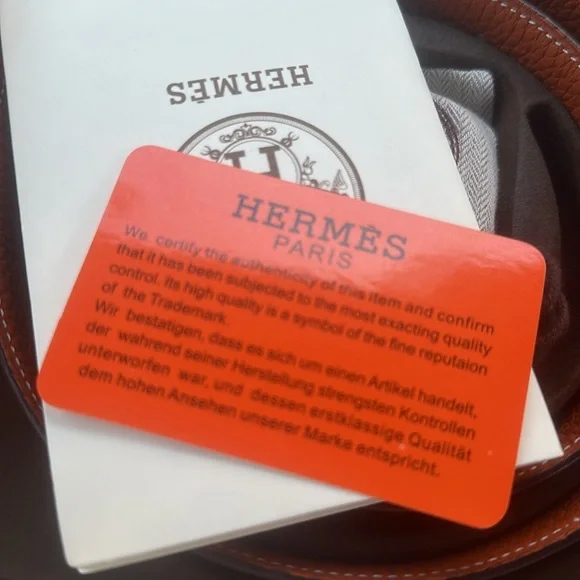 HERMÈS
HERMÈS
PARIS
We certify the authenticity of this item and confirm
that it has been subjected to the most exacting quality
control. Its high quality is a symbol of the fine reputaion
of the Trademark.
Wir bestatigen, dass es sich um einen Artikel handelt,
der wahrend seiner Herstellung strengsten Kontrollen
unterworfen war, und dessen erstklassige Qualität
dem hohen Ansehen unserer Marke entspricht.